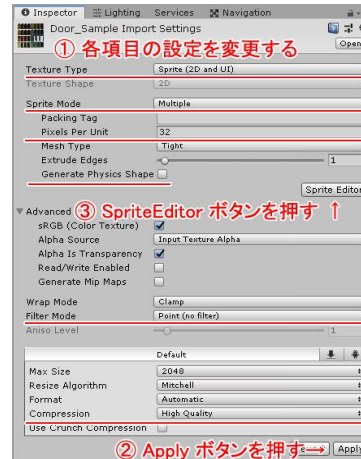 Inspector Lighting Services Navigation
Door_Sample Import Settings
Open
① 各項目の設定を変更する
Texture Type Sprite (2D and UI)
Texture Shape 2D
Sprite Mode Multiple
Packing Tag
Pixels Per Unit 32
Mesh Type Tight
Extrude Edges 1
Generate Physics Shape
Sprite Editor
③ SpriteEditor ボタンを押す ↑
Advanced
sRGB (Color Texture)
Alpha Source Input Texture Alpha
Alpha Is Transparency
Read/Write Enabled
Generate Mip Maps
Wrap Mode Clamp
Filter Mode Point (no filter)
Aniso Level 1
Default
Max Size 2048
Resize Algorithm Mitchell
Format Automatic
Compression High Quality
Use Crunch Compression
② Apply ボタンを押す→ Apply